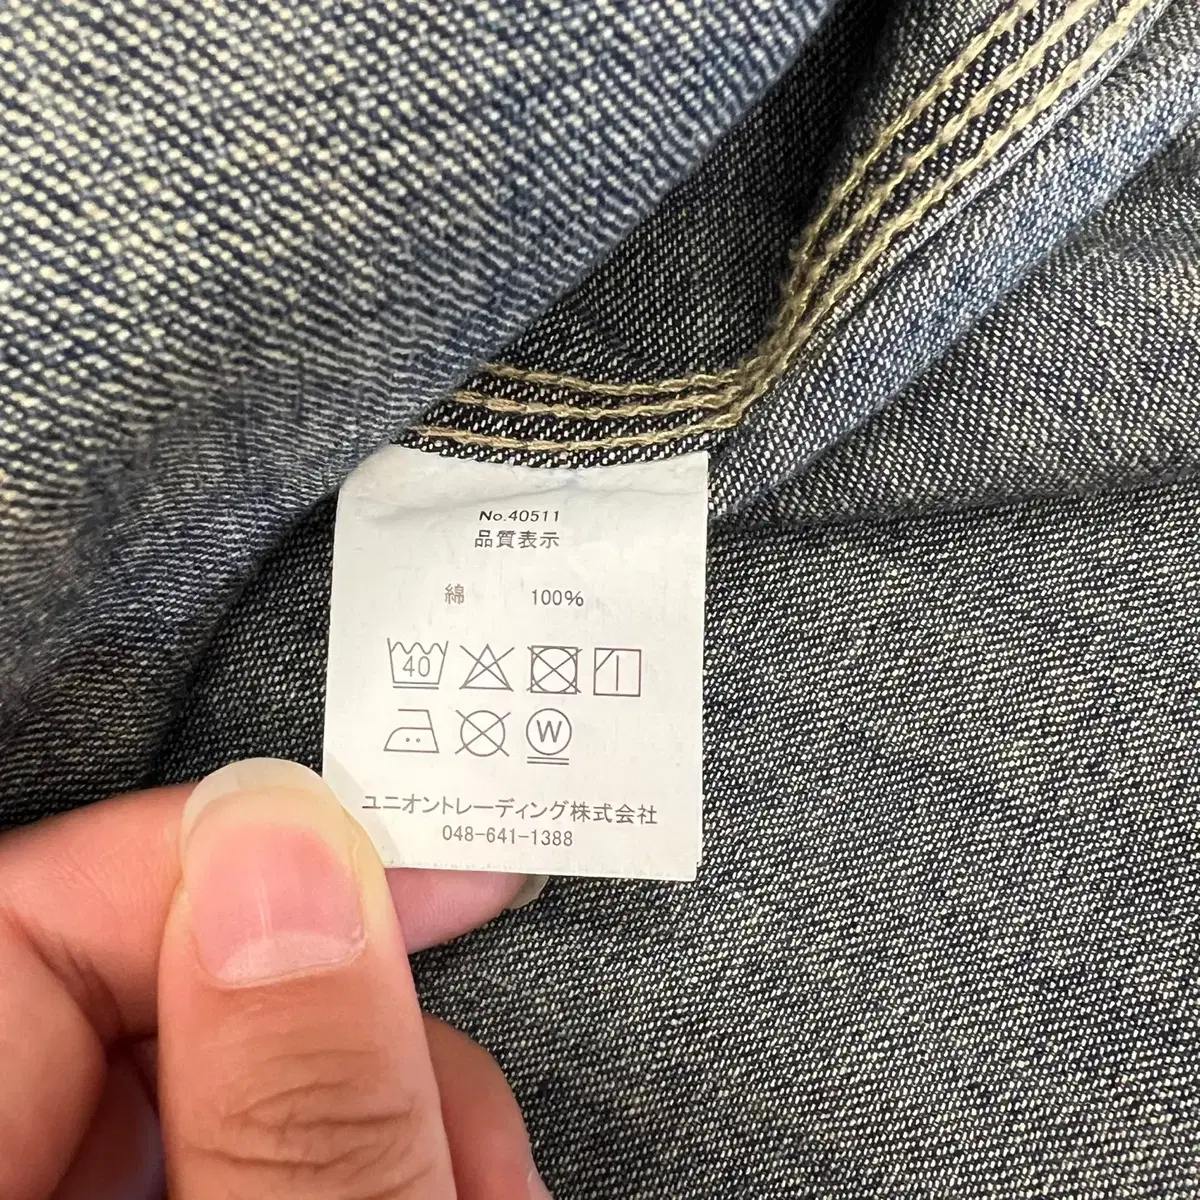 No.40511
品質表示
綿 100%
40
W
ユニオントレーディング株式会社
048-641-1388